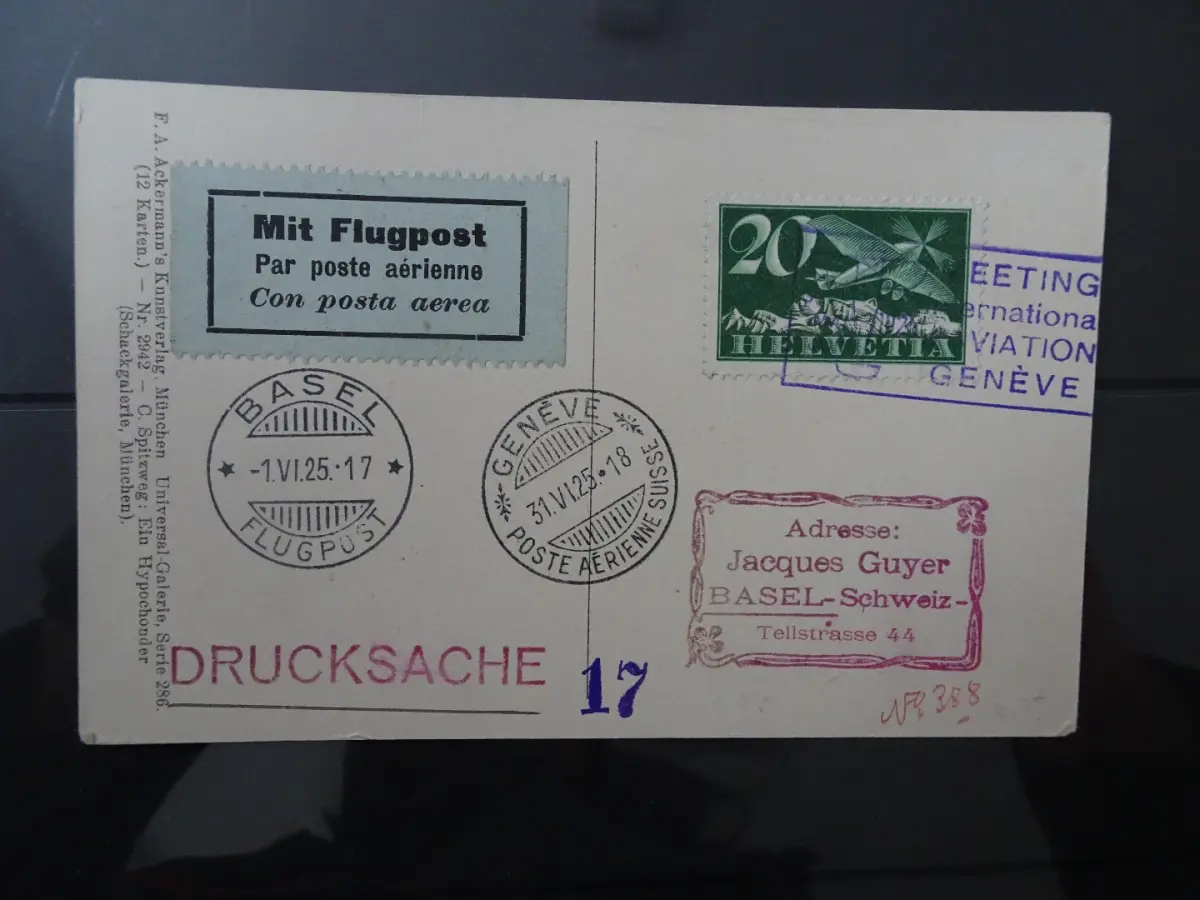 F. A. Ackermann's Kunstverlag, München Universal-Galerie, Serie 286.
(12 Karten.) — Nr. 2942 — C. Spitzweg: Ein Hypochonder
(Schackgalerie, München).
Mit Flugpost
Par poste aérienne
Con posta aerea
20
HELVETIA
EETING
ernationa
VIATION
GENÈVE
BASEL
-1.VI.25.-17
FLUGPOST
GENÈVE
31.VI.25.•18
POSTE AÉRIENNE SUISSE
Adresse:
Jacques Guyer
BASEL-Schweiz-
Tellstrasse 44
DRUCKSACHE
17
No 388